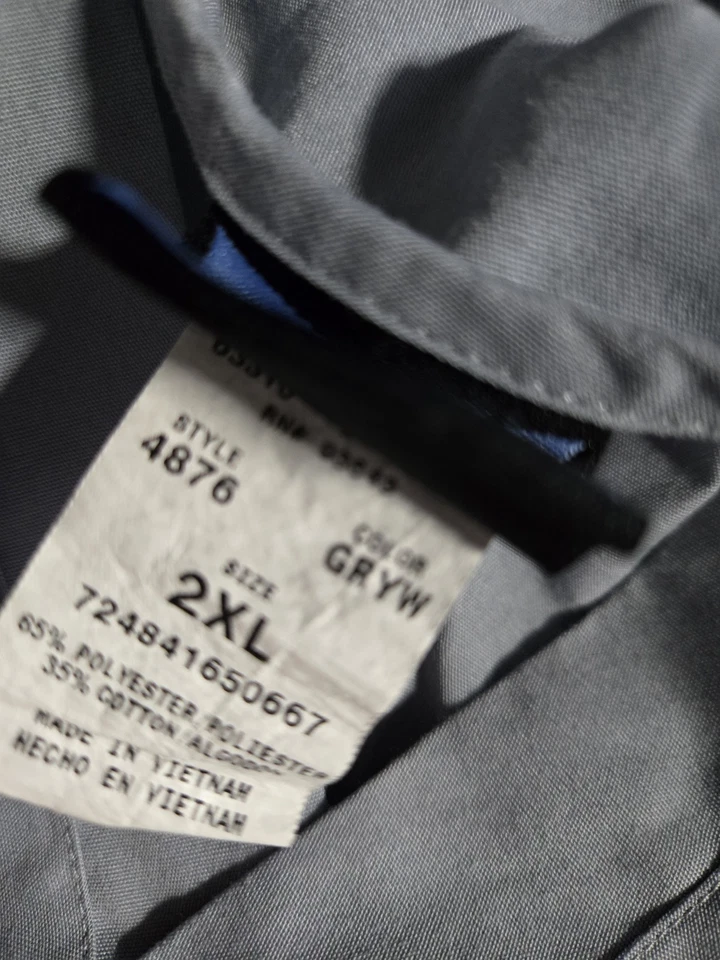 STYLE
4876
COLOR
GRYW
SIZE
2XL
724841650667
65% POLYESTER/POLIESTER
35% COTTON/ALGODON
MADE IN VIETNAM
HECHO EN VIETNAM